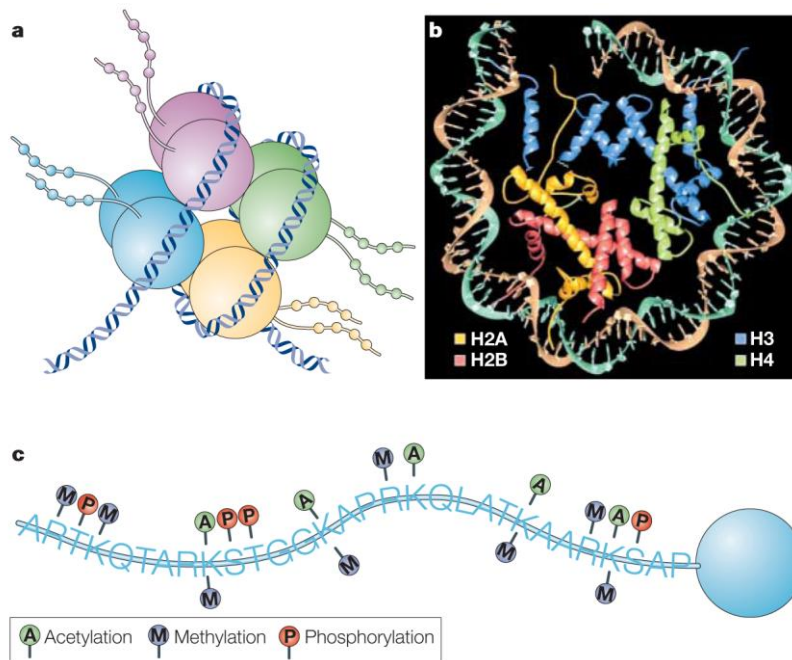 a
b
H2A
H3
H2B
H4
c
M P M A P P A M A A M A P
ARTKQTARKSTGGKAPRKQLATKAARKSAP
M M M M
A Acetylation M Methylation P Phosphorylation